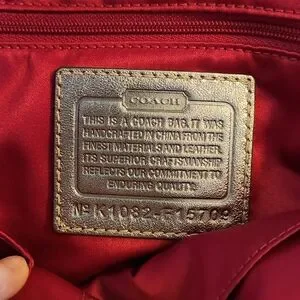 COACH
THIS IS A COACH BAG. IT WAS
HANDCRAFTED IN CHINA FROM THE
FINEST MATERIALS AND LEATHER.
ITS SUPERIOR CRAFTSMANSHIP
REFLECTS OUR COMMITMENT TO
ENDURING QUALITY.
Nº K1082-F15709